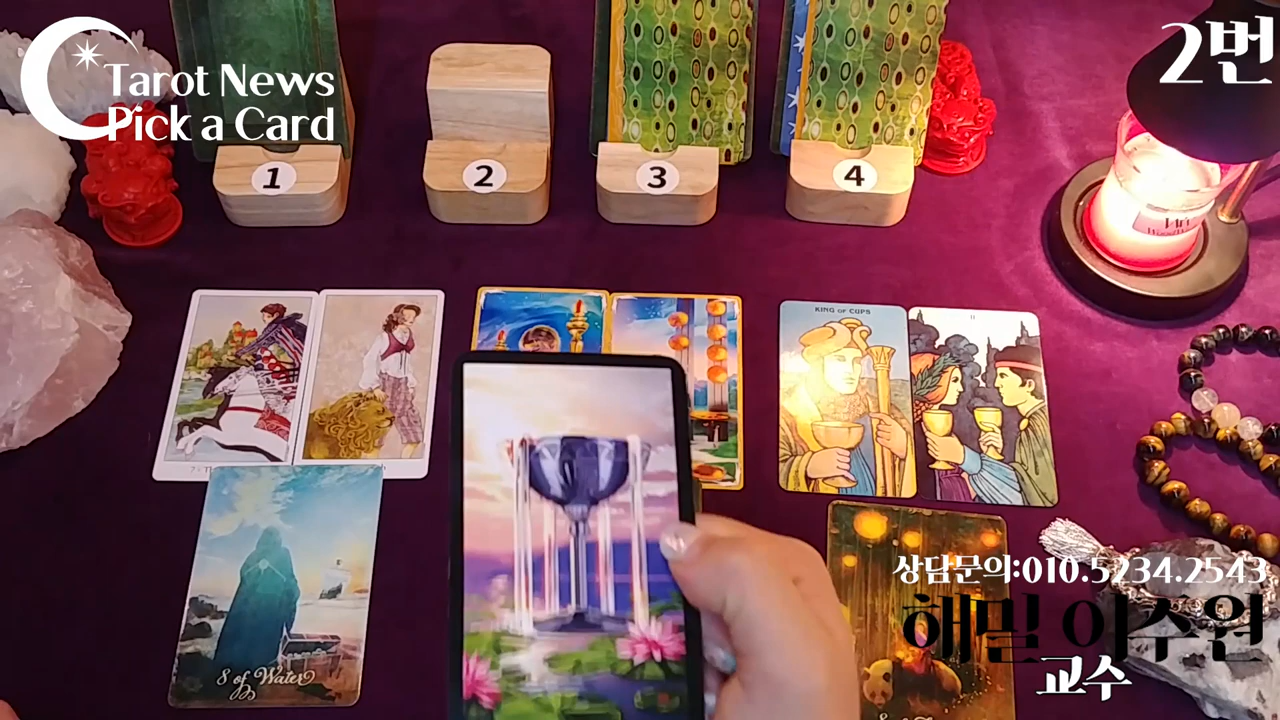 Tarot News
Pick a Card
2번
1
2
3
4
KING of CUPS
II
8 of Water
상담문의:010.5234.2543
해밀 이수원
교수